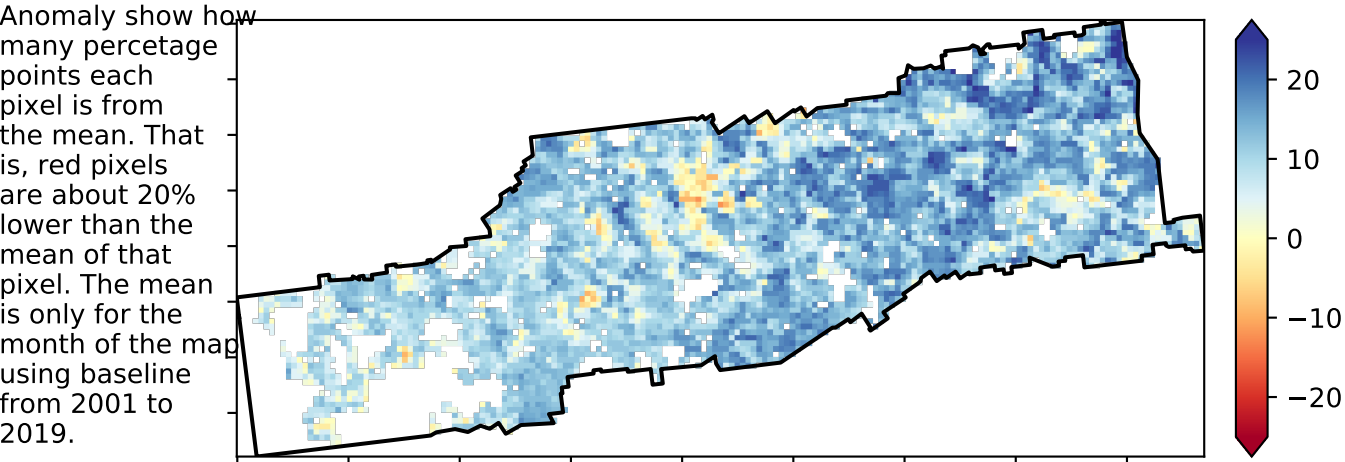 Anomaly show how
many percetage
points each
pixel is from
the mean. That
is, red pixels
are about 20%
lower than the
mean of that
pixel. The mean
is only for the
month of the map
using baseline
from 2001 to
2019.
20
10
0
−10
−20